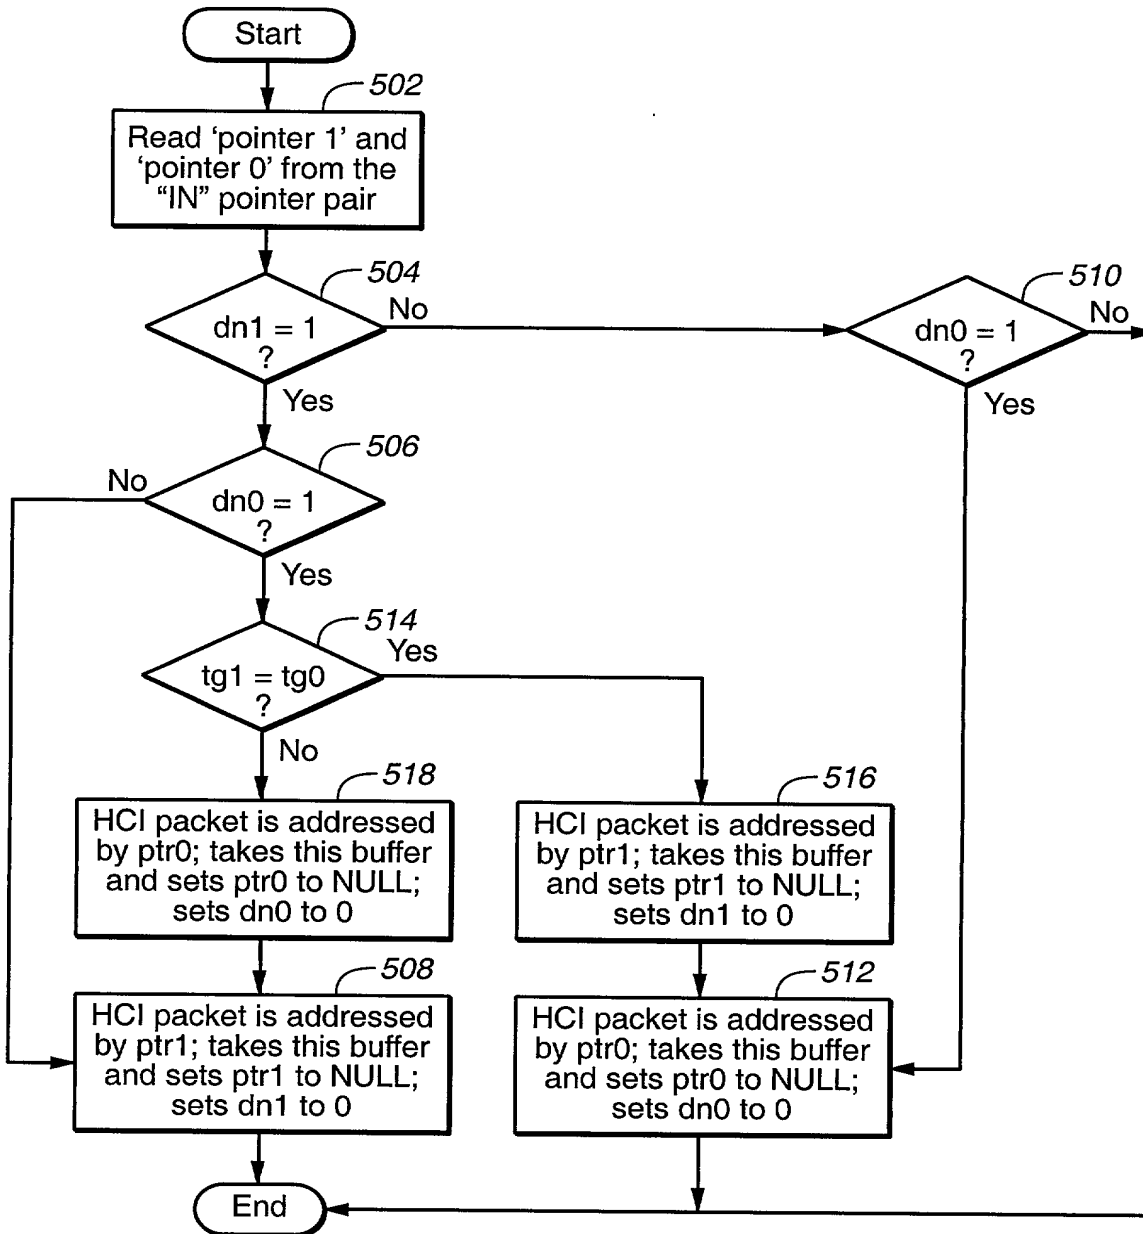 Start
502
Read 'pointer 1' and
'pointer 0' from the
"IN" pointer pair
504
dn1 = 1
?
No
Yes
510
dn0 = 1
?
No
Yes
506
No
dn0 = 1
?
Yes
514
tg1 = tg0
?
Yes
No
518
HCI packet is addressed
by ptr0; takes this buffer
and sets ptr0 to NULL;
sets dn0 to 0
516
HCI packet is addressed
by ptr1; takes this buffer
and sets ptr1 to NULL;
sets dn1 to 0
508
HCI packet is addressed
by ptr1; takes this buffer
and sets ptr1 to NULL;
sets dn1 to 0
512
HCI packet is addressed
by ptr0; takes this buffer
and sets ptr0 to NULL;
sets dn0 to 0
End